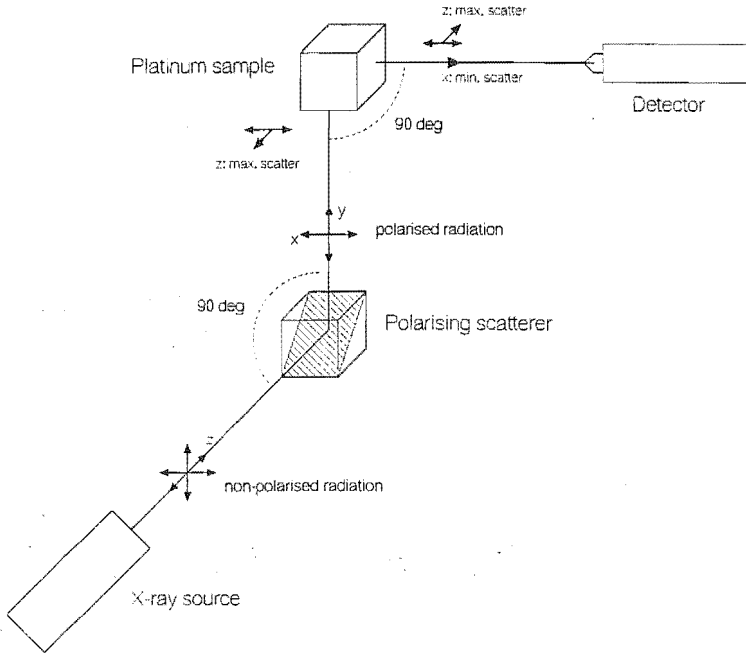 z: max. scatter
Platinum sample
x: min. scatter
Detector
90 deg
z: max. scatter
y
x
polarised radiation
90 deg
Polarising scatterer
z
non-polarised radiation
X-ray source